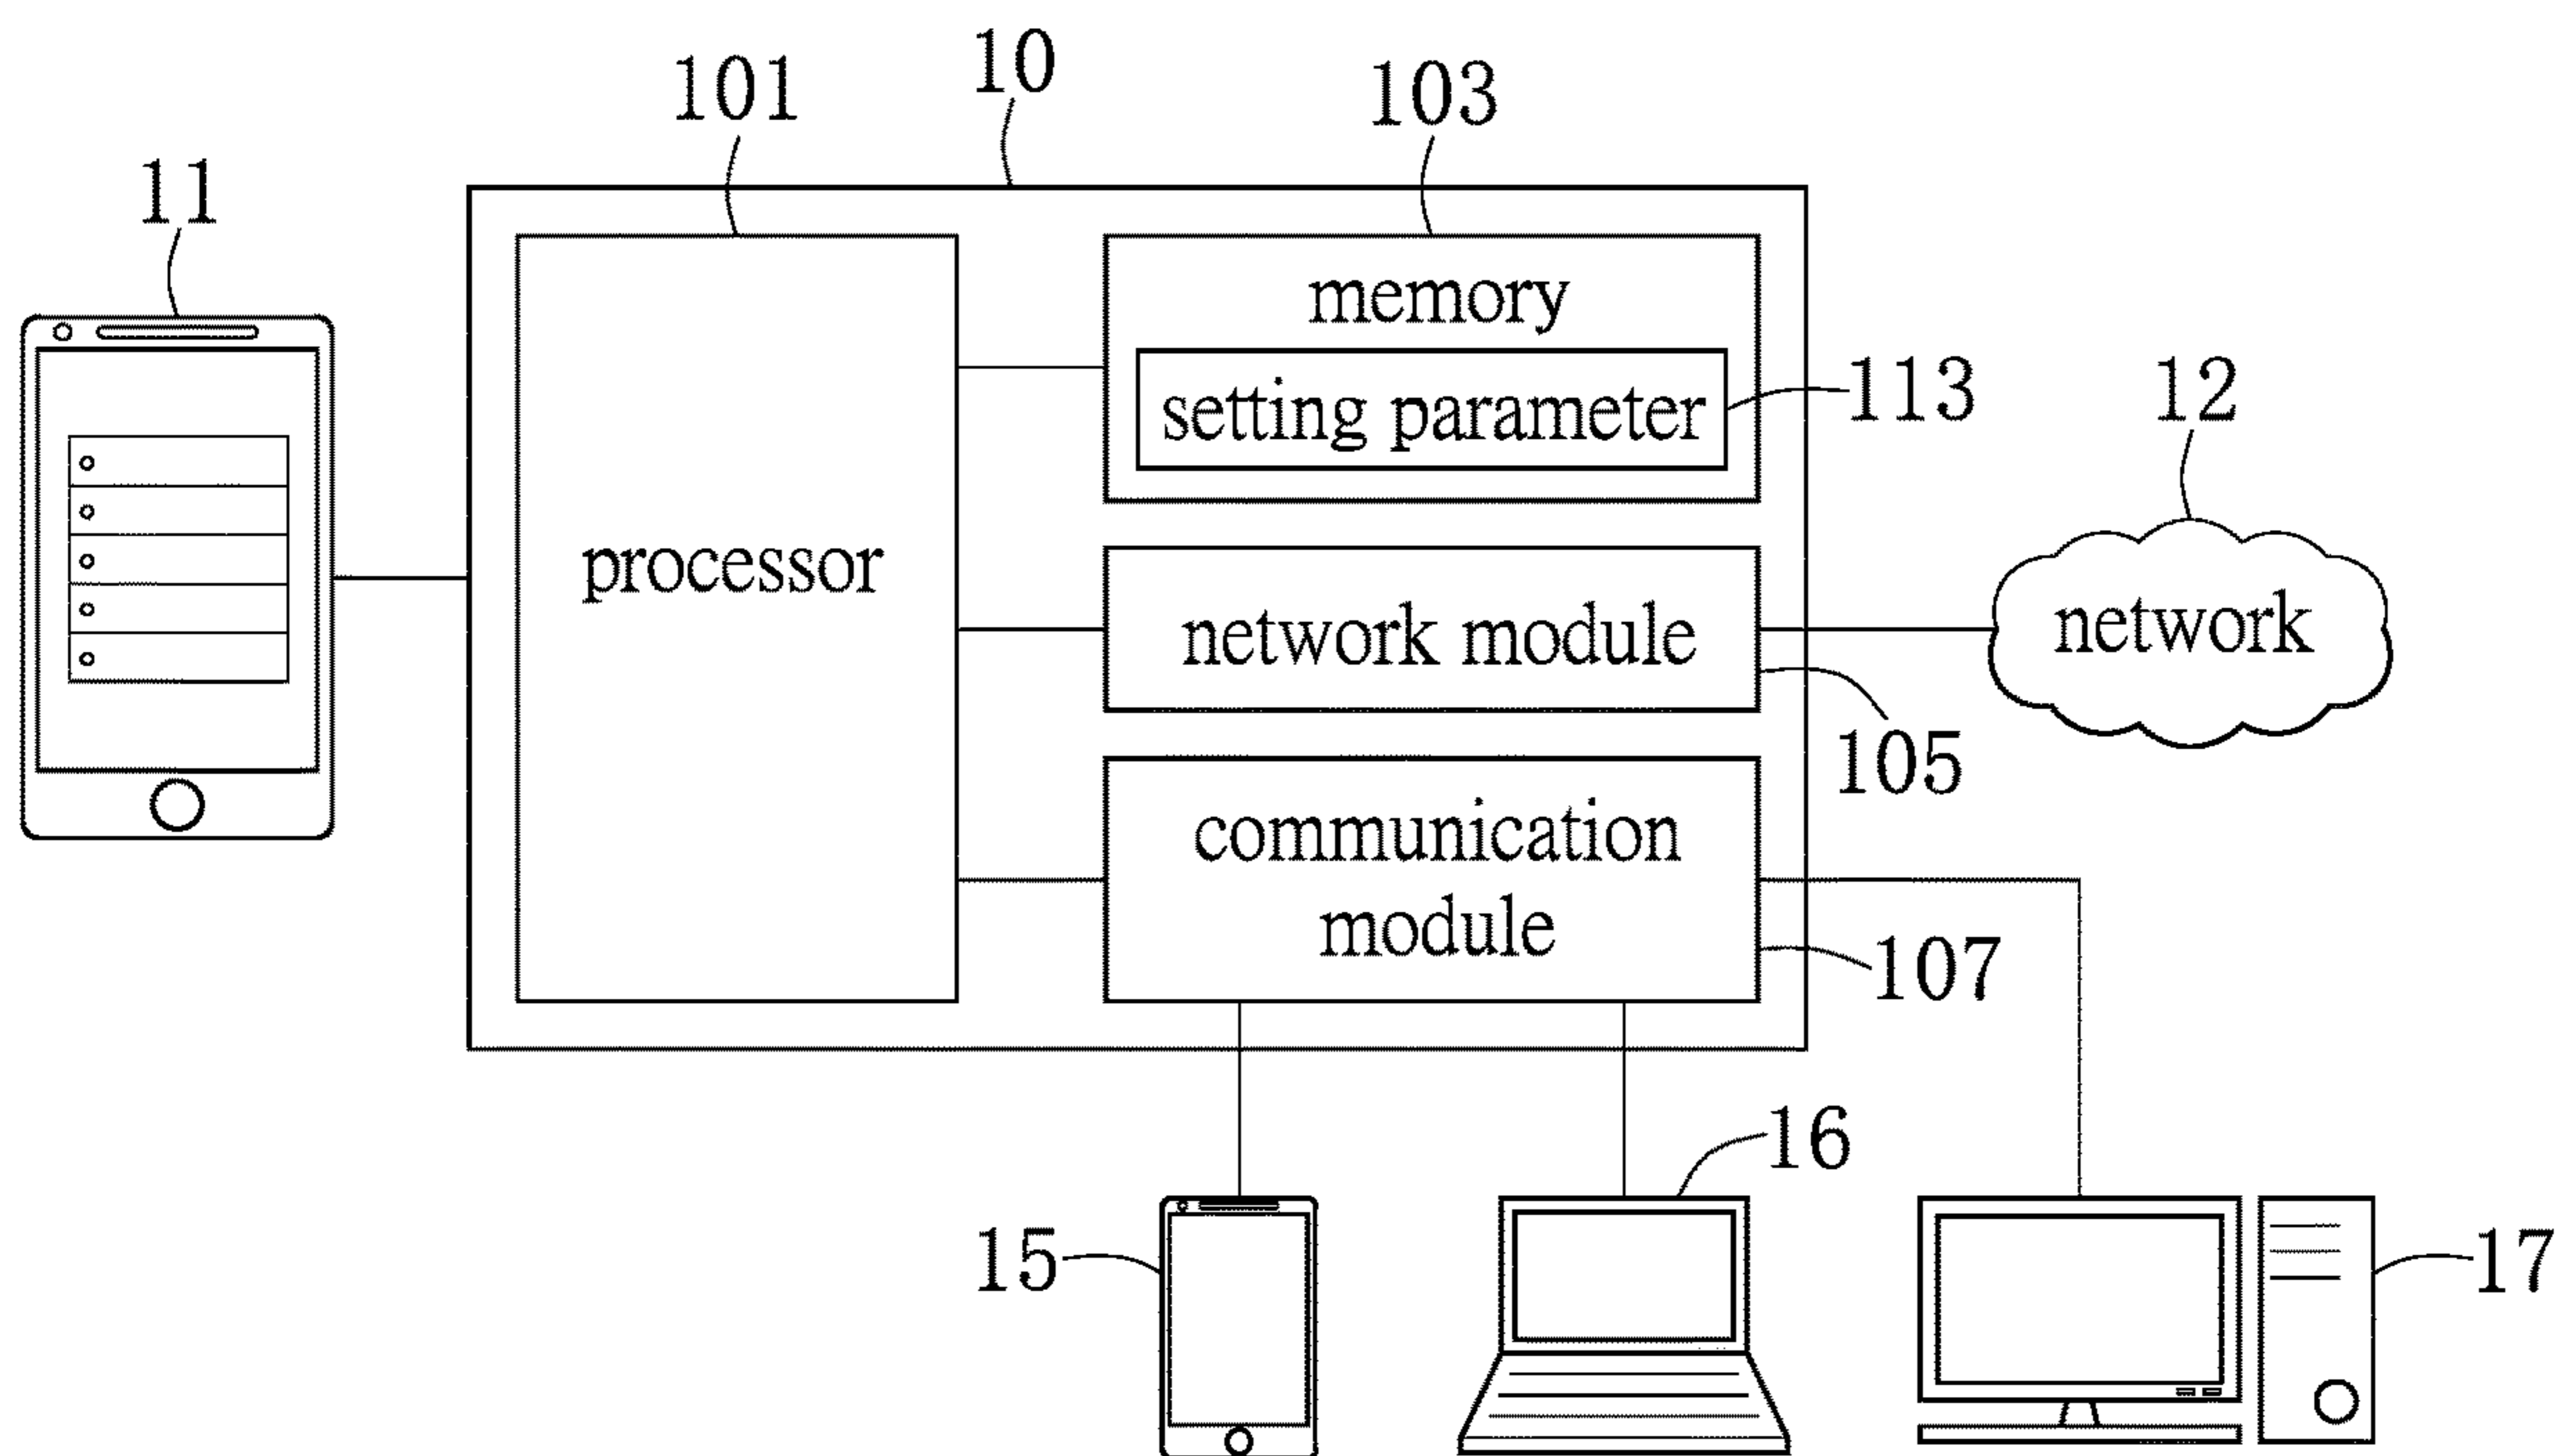 10
101
103
11
memory
setting parameter
113
12
processor
network module
network
105
communication
module
107
16
15
17